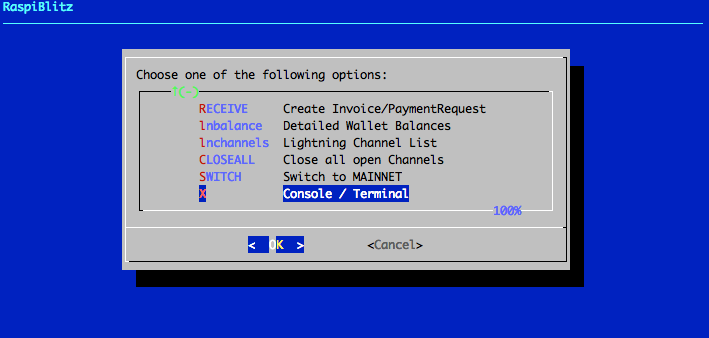 RaspiBlitz
Choose one of the following options:
↑(-)
RECEIVE Create Invoice/PaymentRequest
lnbalance Detailed Wallet Balances
lnchannels Lightning Channel List
CLOSEALL Close all open Channels
SWITCH Switch to MAINNET
X Console / Terminal
100%
< OK > <Cancel>